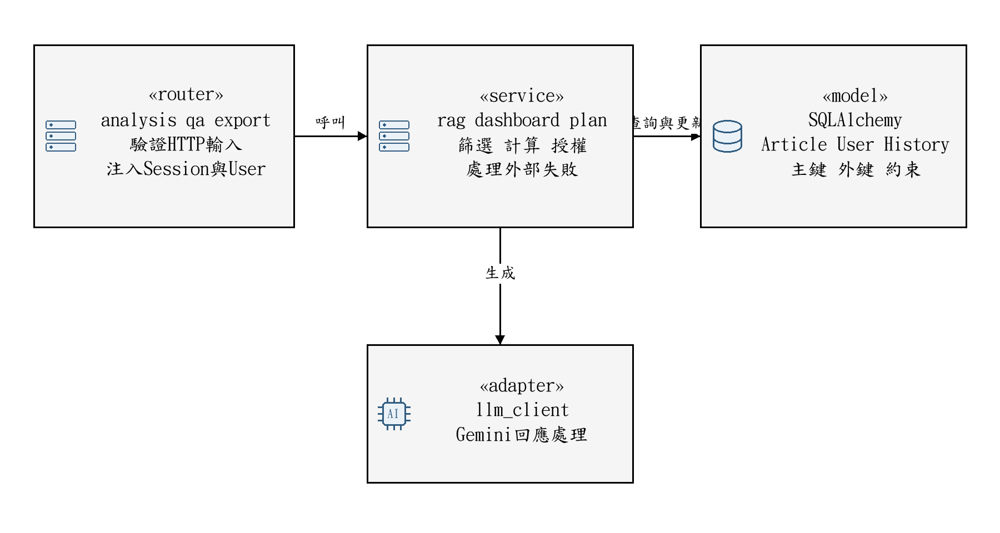 «router»
analysis qa export
驗證HTTP輸入
注入Session與User
呼叫
«service»
rag dashboard plan
篩選 計算 授權
處理外部失敗
查詢與更新
«model»
SQLAlchemy
Article User History
主鍵 外鍵 約束
生成
«adapter»
llm_client
Gemini回應處理
AI